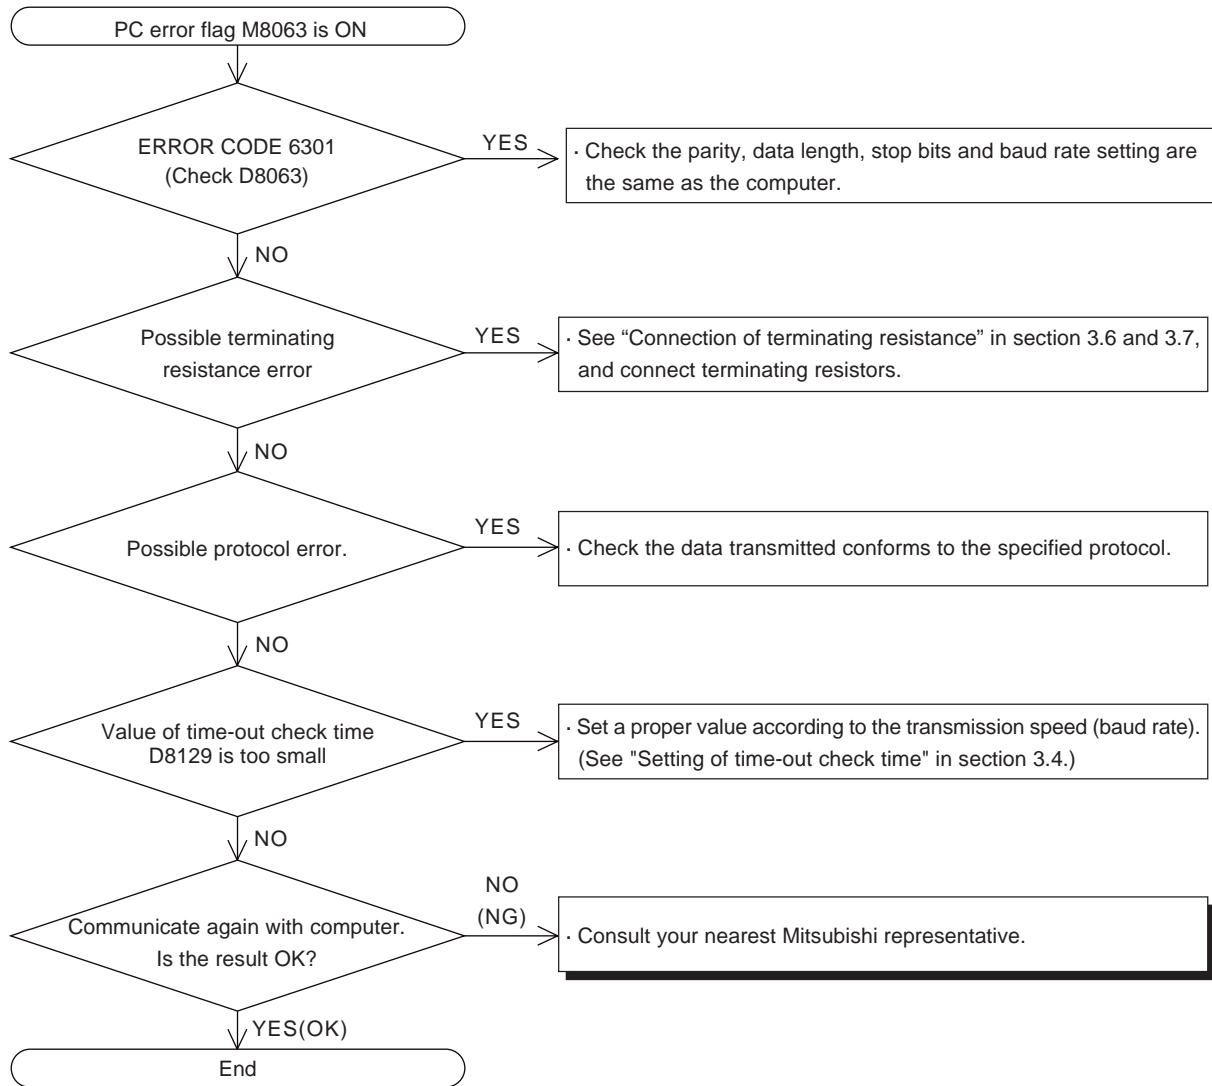 PC error flag M8063 is ON
ERROR CODE 6301
(Check D8063)
YES
· Check the parity, data length, stop bits and baud rate setting are
the same as the computer.
NO
Possible terminating
resistance error
YES
· See “Connection of terminating resistance” in section 3.6 and 3.7,
and connect terminating resistors.
NO
Possible protocol error.
YES
· Check the data transmitted conforms to the specified protocol.
NO
Value of time-out check time
D8129 is too small
YES
· Set a proper value according to the transmission speed (baud rate).
(See "Setting of time-out check time" in section 3.4.)
NO
Communicate again with computer.
Is the result OK?
NO
(NG)
· Consult your nearest Mitsubishi representative.
YES(OK)
End